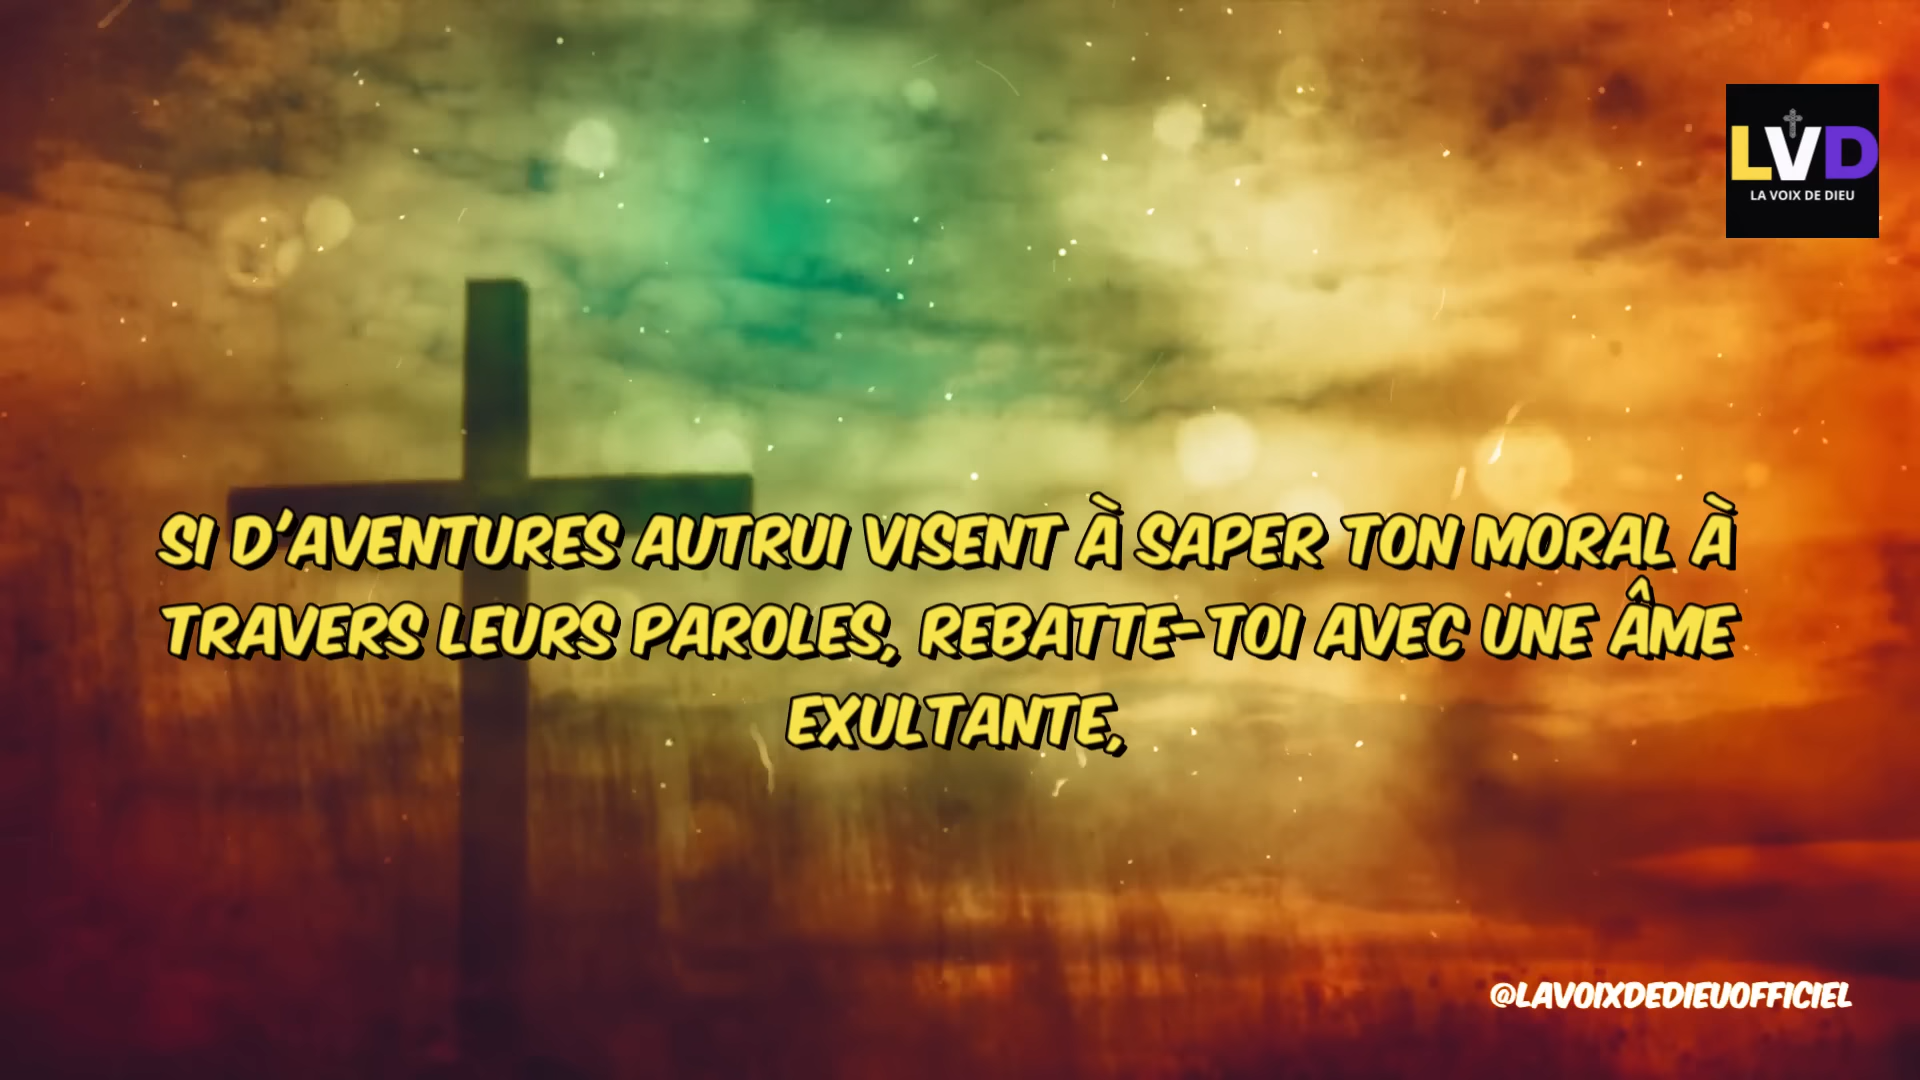 LVD
LA VOIX DE DIEU
SI D'AVENTURES AUTRUI VISENT À SAPER TON MORAL À
TRAVERS LEURS PAROLES, REBATTE-TOI AVEC UNE ÂME
EXULTANTE,
@LAVOIXDEDIEUOFFICIEL